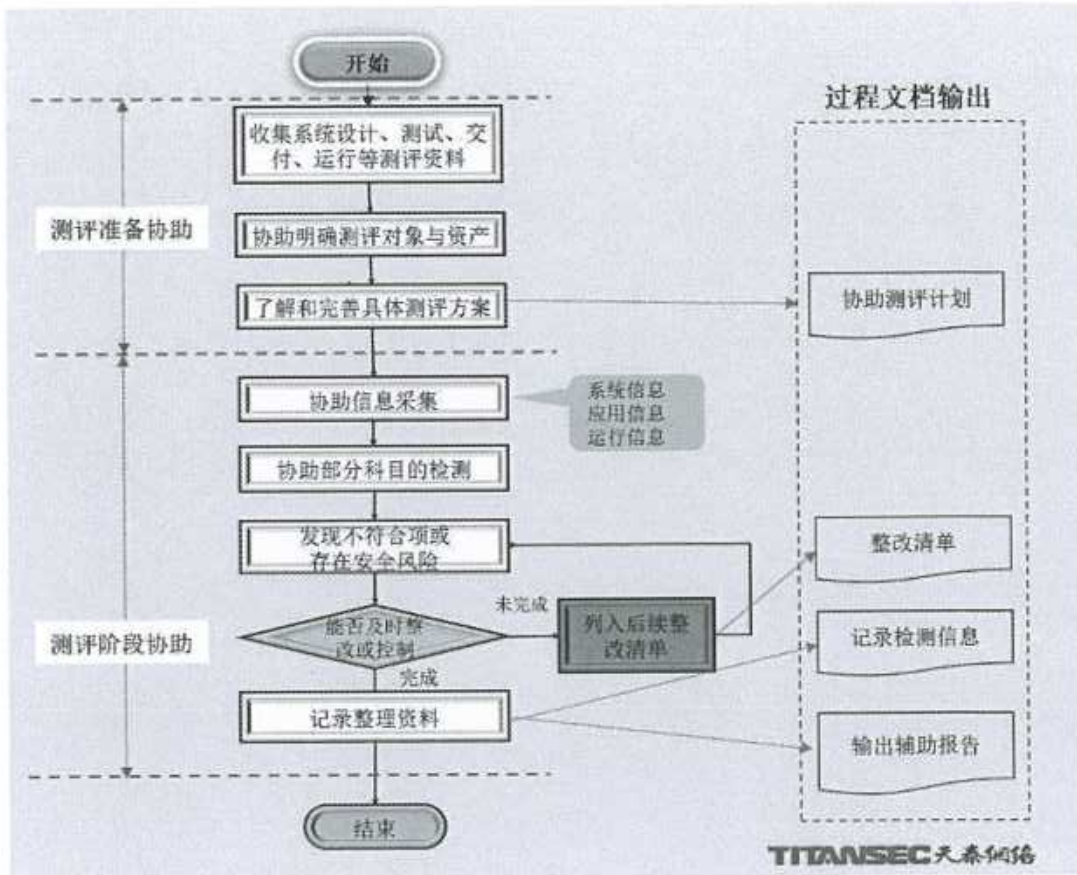 开始
过程文档输出
收集系统设计、测试、交
付、运行等测评资料
测评准备协助
协助明确测评对象与资产
了解和完善具体测评方案
协助测评计划
协助信息采集
系统信息
应用信息
运行信息
协助部分科目的检测
发现不符合项或
存在安全风险
整改清单
未完成
能否及时整
改或控制
列入后续整
改清单
测评阶段协助
记录检测信息
完成
记录整理资料
输出辅助报告
结束
TITANSEC天泰网络